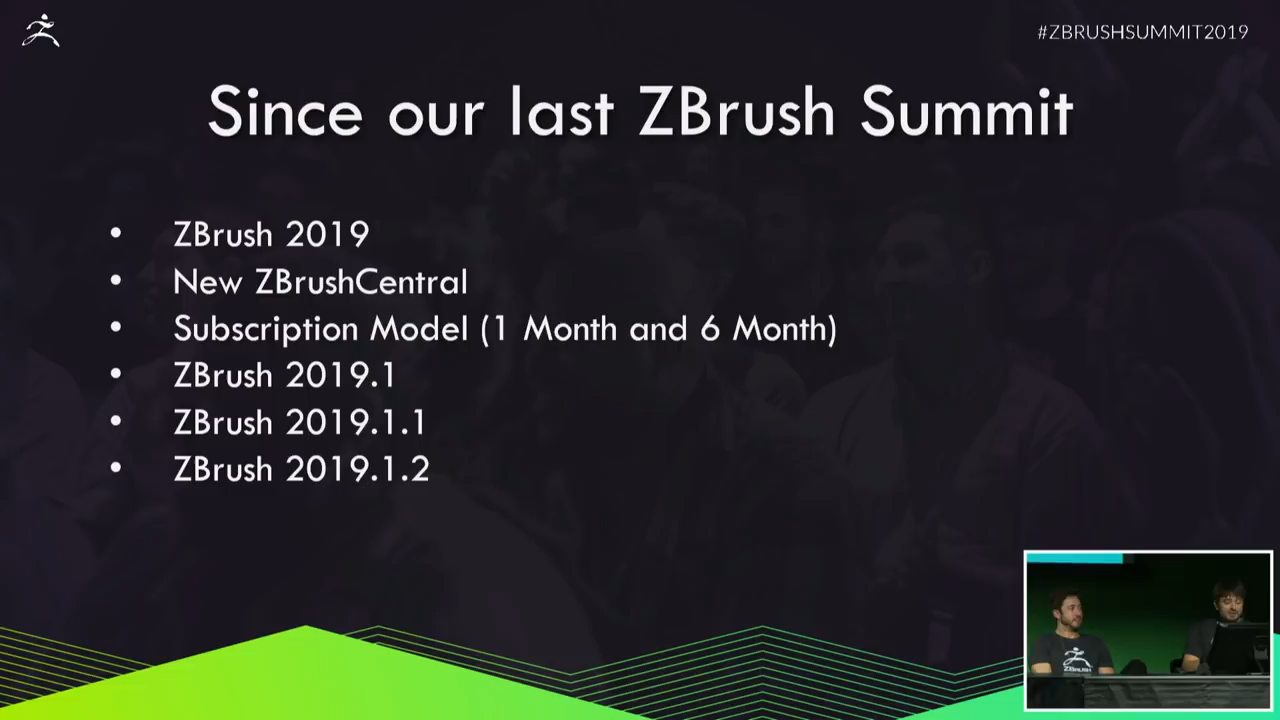 #ZBRUSHSUMMIT2019
Since our last ZBrush Summit
• ZBrush 2019
• New ZBrushCentral
• Subscription Model (1 Month and 6 Month)
• ZBrush 2019.1
• ZBrush 2019.1.1
• ZBrush 2019.1.2
ZBRUSH